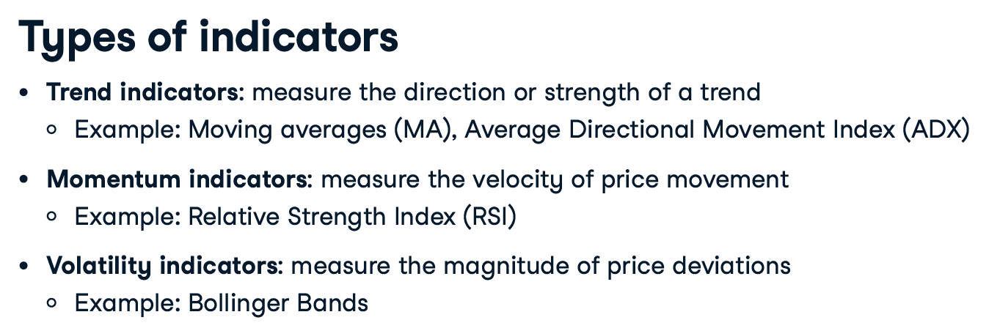 Types of indicators
• Trend indicators: measure the direction or strength of a trend
◦ Example: Moving averages (MA), Average Directional Movement Index (ADX)
• Momentum indicators: measure the velocity of price movement
◦ Example: Relative Strength Index (RSI)
• Volatility indicators: measure the magnitude of price deviations
◦ Example: Bollinger Bands